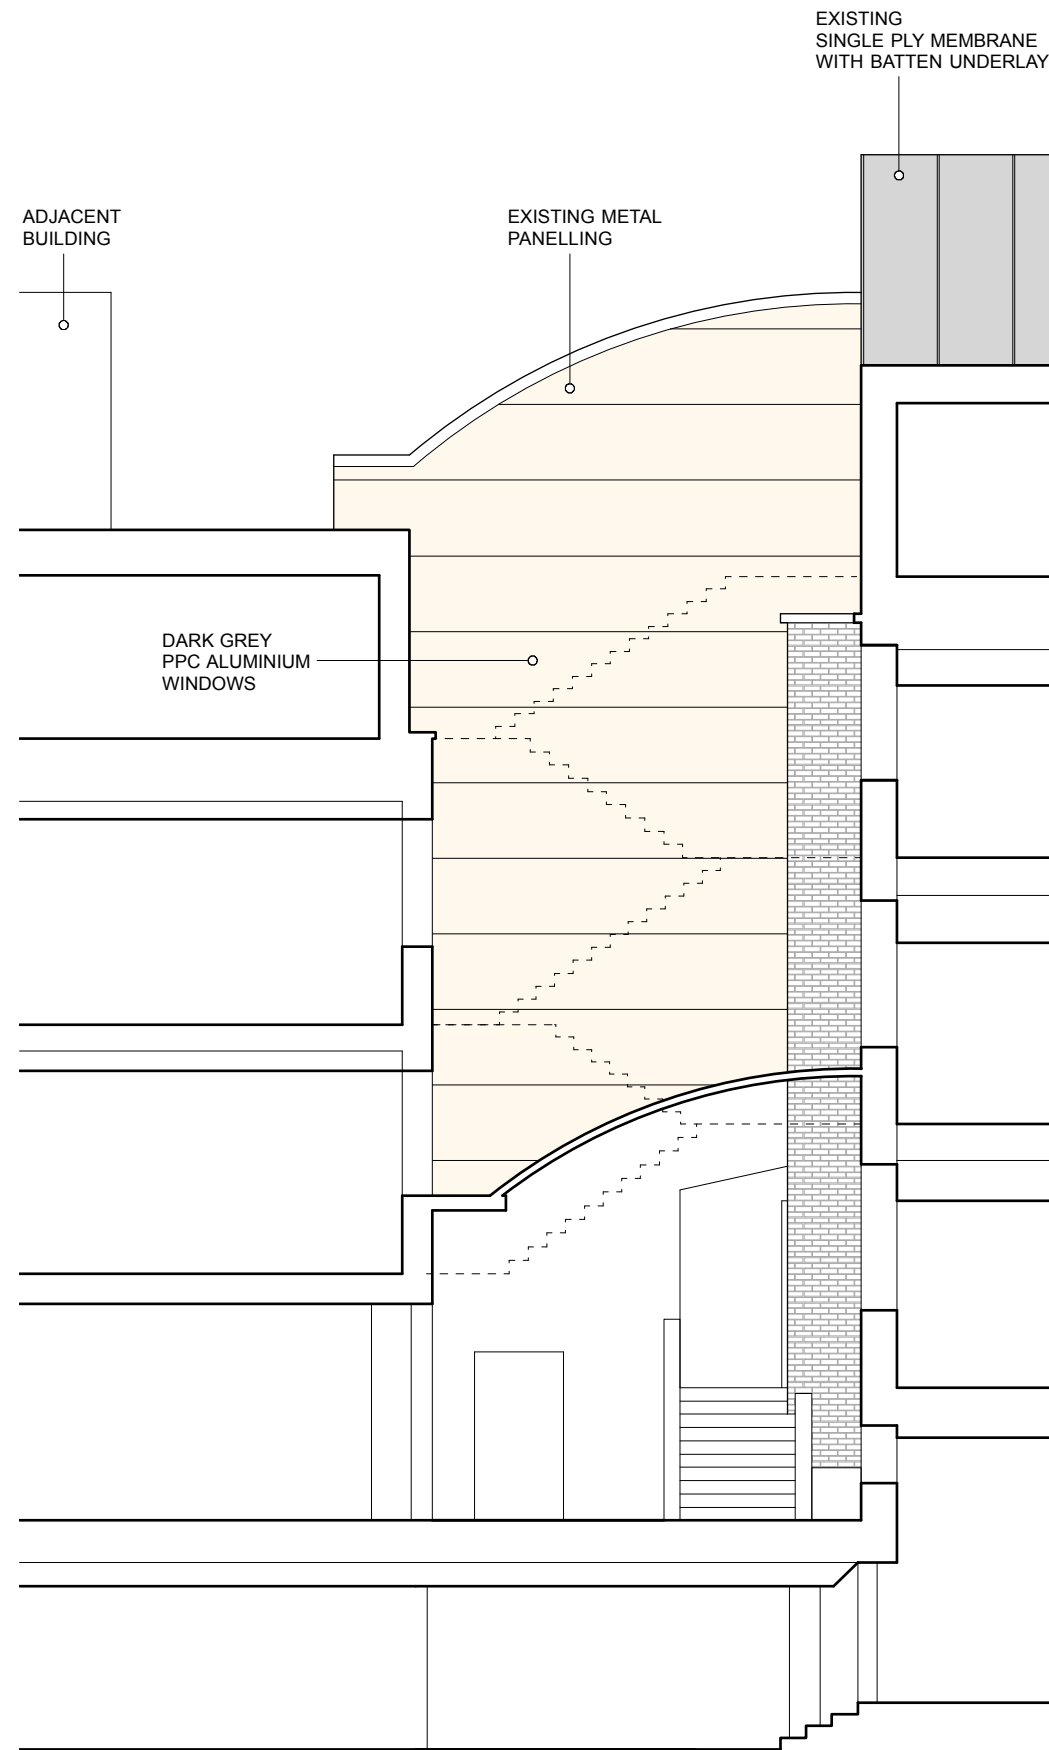 EXISTING
SINGLE PLY MEMBRANE
WITH BATTEN UNDERLAY
ADJACENT
BUILDING
EXISTING METAL
PANELLING
DARK GREY
PPC ALUMINIUM
WINDOWS